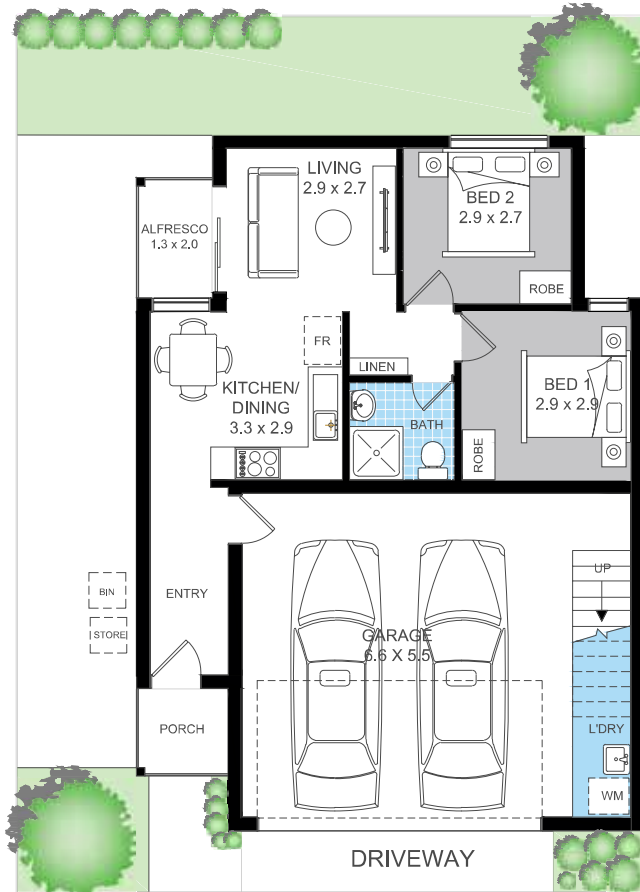 LIVING
2.9 x 2.7
BED 2
2.9 x 2.7
ALFRESCO
1.3 x 2.0
ROBE
FR
LINEN
KITCHEN/
DINING
3.3 x 2.9
BED 1
2.9 x 2.9
BATH
ROBE
UP
BIN
ENTRY
STORE
GARAGE
6.6 X 5.5
PORCH
L'DRY
WM
DRIVEWAY